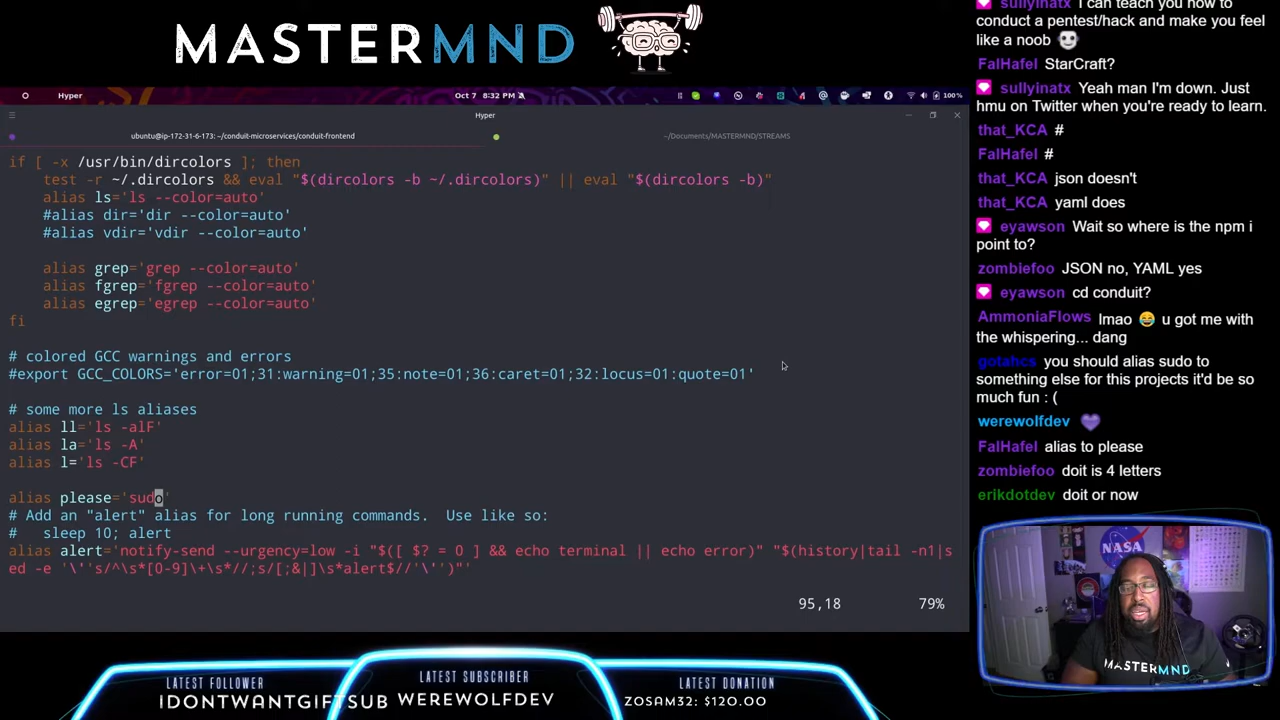 MASTERMND
Hyper
Oct 7 8:32 PM
100%
Hyper
ubuntu@ip-172-31-6-173: ~/conduit-microservices/conduit-frontend
~/Documents/MASTERMND/STREAMS
if [ -x /usr/bin/dircolors ]; then
test -r ~/.dircolors && eval "$(dircolors -b ~/.dircolors)" || eval "$(dircolors -b)"
alias ls='ls --color=auto'
#alias dir='dir --color=auto'
#alias vdir='vdir --color=auto'
alias grep='grep --color=auto'
alias fgrep='fgrep --color=auto'
alias egrep='egrep --color=auto'
fi
# colored GCC warnings and errors
#export GCC_COLORS='error=01;31:warning=01;35:note=01;36:caret=01;32:locus=01:quote=01'
# some more ls aliases
alias ll='ls -alF'
alias la='ls -A'
alias l='ls -CF'
alias please='sudo'
# Add an "alert" alias for long running commands.  Use like so:
#   sleep 10; alert
alias alert='notify-send --urgency=low -i "$([ $? = 0 ] && echo terminal || echo error)" "$(history|tail -n1|s
ed -e '\''s/^\s*[0-9]\+\s*//;s/[;&|]\s*alert$//'\'')"'
95,18
79%
sullyinatx I can teach you how to
conduct a pentest/hack and make you feel
like a noob
FalHafel StarCraft?
sullyinatx Yeah man I'm down. Just
hmu on Twitter when you're ready to learn.
that_KCA #
FalHafel #
that_KCA json doesn't
that_KCA yaml does
eyawson Wait so where is the npm i
point to?
zombiefoo JSON no, YAML yes
eyawson cd conduit?
AmmoniaFlows lmao 😂 u got me with
the whispering... dang
gotahcs you should alias sudo to
something else for this projects it'd be so
much fun : (
werewolfdev 💜
FalHafel alias to please
zombiefoo doit is 4 letters
erikdotdev doit or now
NASA
MASTERMND
LATEST FOLLOWER
IDONTWANTGIFTSUB
LATEST SUBSCRIBER
WEREWOLFDEV
LATEST DONATION
ZOSAM32: $120.00